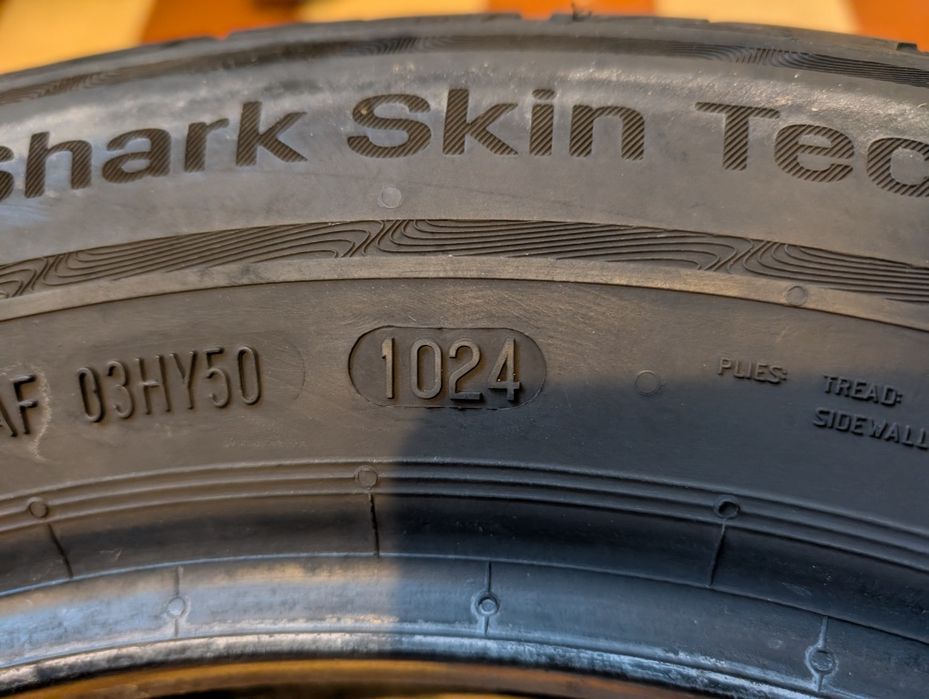 Shark Skin Tec
AF 03HY50 1024
PLIES: TREAD:
SIDEWALL